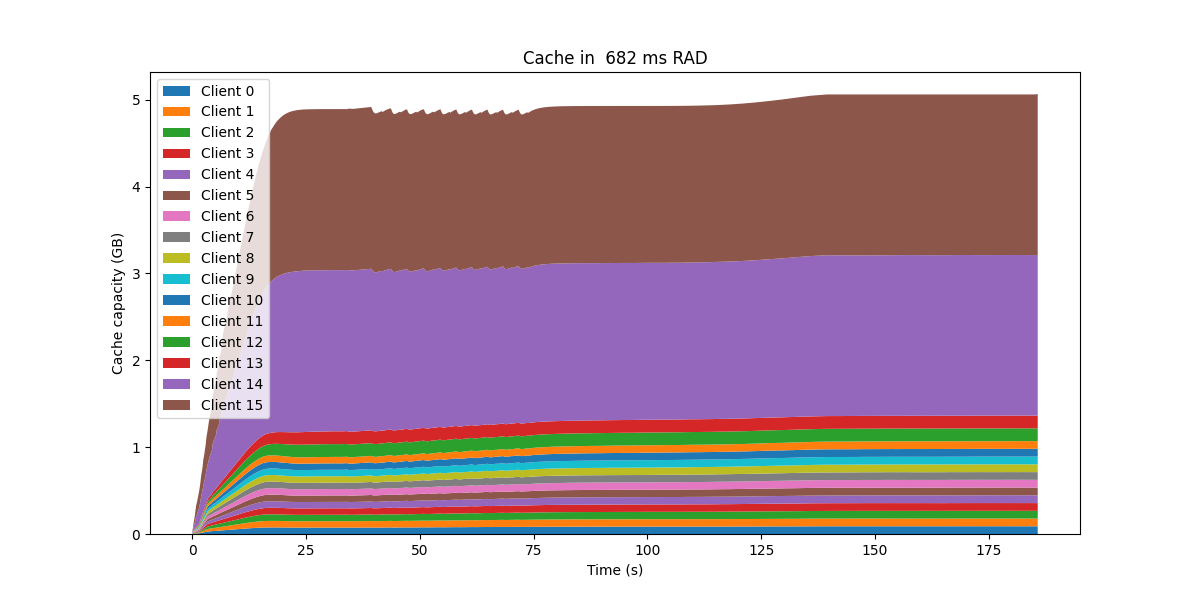 Cache in  682 ms RAD
Cache capacity (GB)
5
4
3
2
1
0
Client 0
Client 1
Client 2
Client 3
Client 4
Client 5
Client 6
Client 7
Client 8
Client 9
Client 10
Client 11
Client 12
Client 13
Client 14
Client 15
0 25 50 75 100 125 150 175
Time (s)